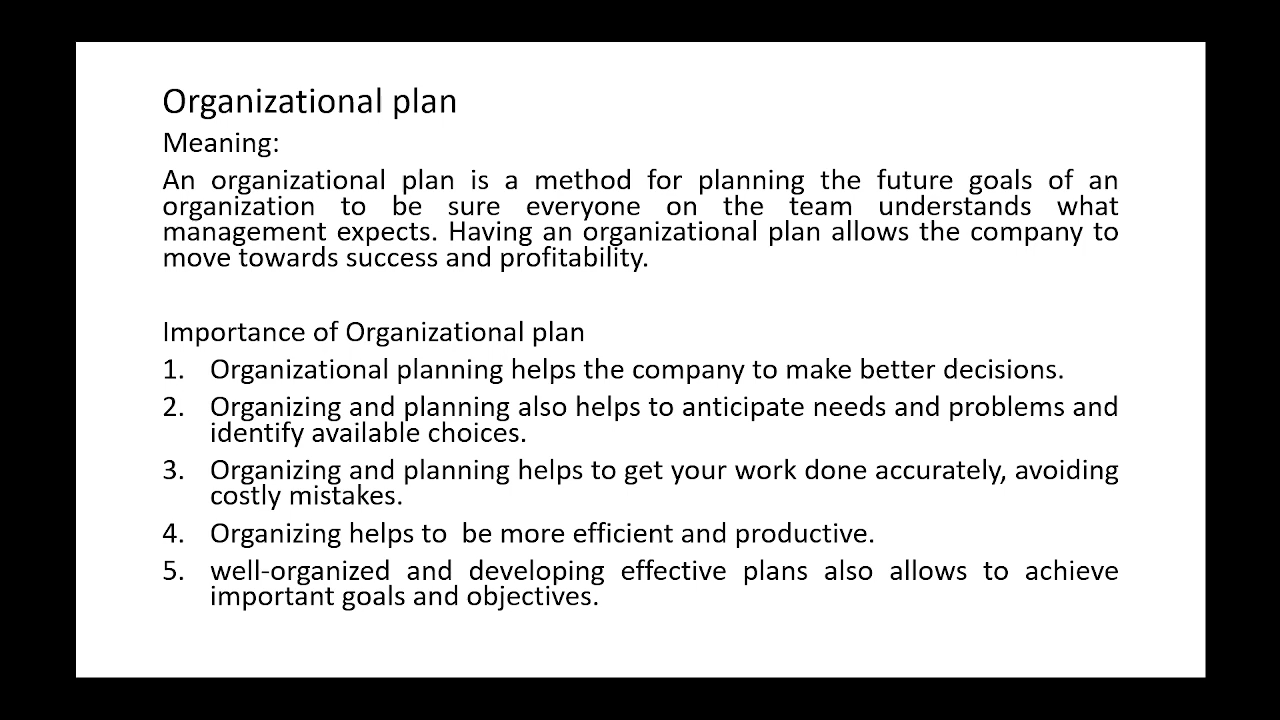 Organizational plan
Meaning:
An organizational plan is a method for planning the future goals of an
organization to be sure everyone on the team understands what
management expects. Having an organizational plan allows the company to
move towards success and profitability.
Importance of Organizational plan
1. Organizational planning helps the company to make better decisions.
2. Organizing and planning also helps to anticipate needs and problems and
identify available choices.
3. Organizing and planning helps to get your work done accurately, avoiding
costly mistakes.
4. Organizing helps to  be more efficient and productive.
5. well-organized and developing effective plans also allows to achieve
important goals and objectives.